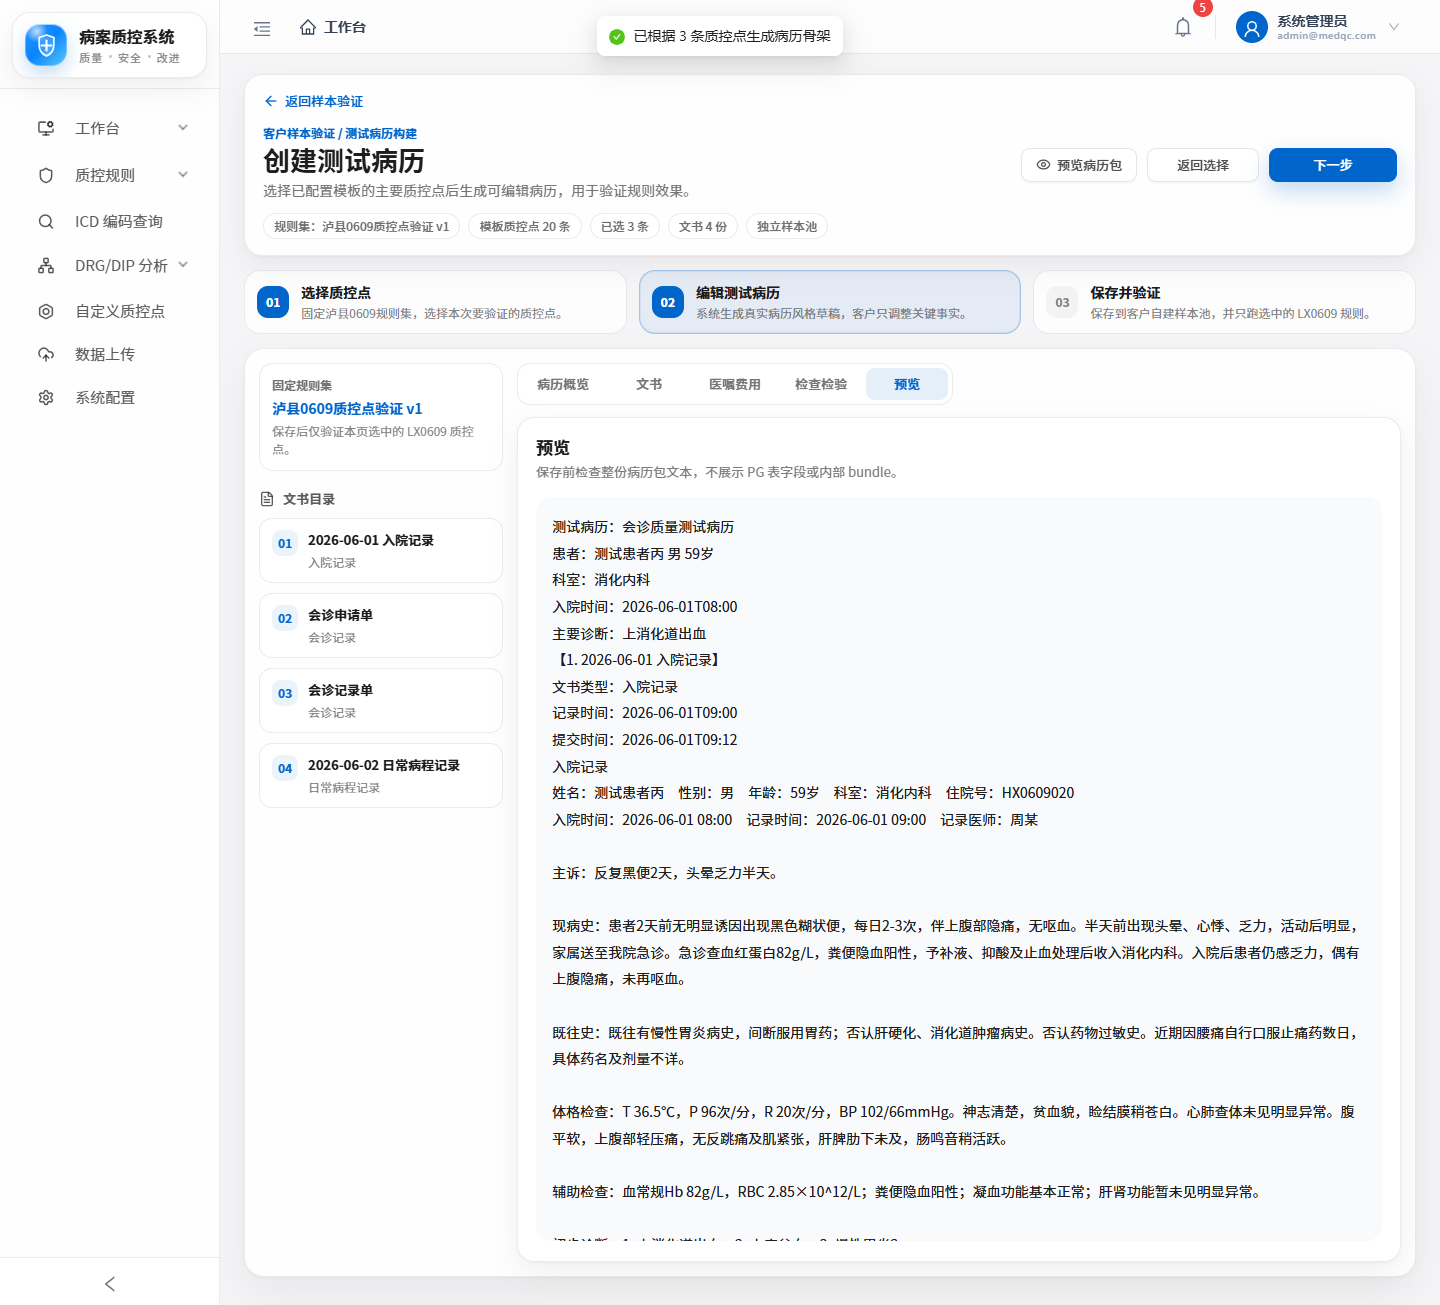 病案质控系统
质量 • 安全 • 改进
工作台
质控规则
ICD 编码查询
DRG/DIP 分析
自定义质控点
数据上传
系统配置
工作台
已根据 3 条质控点生成病历骨架
5
系统管理员
admin@medqc.com
返回样本验证
客户样本验证 / 测试病历构建
创建测试病历
选择已配置模板的主要质控点后生成可编辑病历，用于验证规则效果。
规则集：泸县0609质控点验证 v1
模板质控点 20 条
已选 3 条
文书 4 份
独立样本池
预览病历包
返回选择
下一步
01
选择质控点
固定泸县0609规则集，选择本次要验证的质控点。
02
编辑测试病历
系统生成真实病历风格草稿，客户只调整关键事实。
03
保存并验证
保存到客户自建样本池，并只跑选中的 LX0609 规则。
固定规则集
泸县0609质控点验证 v1
保存后仅验证本页选中的 LX0609 质控
点。
文书目录
01
2026-06-01 入院记录
入院记录
02
会诊申请单
会诊记录
03
会诊记录单
会诊记录
04
2026-06-02 日常病程记录
日常病程记录
病历概览
文书
医嘱费用
检查检验
预览
预览
保存前检查整份病历包文本，不展示 PG 表字段或内部 bundle。
测试病历：会诊质量测试病历
患者：测试患者丙 男 59岁
科室：消化内科
入院时间：2026-06-01T08:00
主要诊断：上消化道出血
【1. 2026-06-01 入院记录】
文书类型：入院记录
记录时间：2026-06-01T09:00
提交时间：2026-06-01T09:12
入院记录
姓名：测试患者丙 性别：男 年龄：59岁 科室：消化内科 住院号：HX0609020
入院时间：2026-06-01 08:00 记录时间：2026-06-01 09:00 记录医师：周某
主诉：反复黑便2天，头晕乏力半天。
现病史：患者2天前无明显诱因出现黑色糊状便，每日2-3次，伴上腹部隐痛，无呕血。半天前出现头晕、心悸、乏力，活动后明显，
家属送至我院急诊。急诊查血红蛋白82g/L，粪便隐血阳性，予补液、抑酸及止血处理后收入消化内科。入院后患者仍感乏力，偶有
上腹隐痛，未再呕血。
既往史：既往有慢性胃炎病史，间断服用胃药；否认肝硬化、消化道肿瘤病史。否认药物过敏史。近期因腰痛自行口服止痛药数日，
具体药名及剂量不详。
体格检查：T 36.5℃，P 96次/分，R 20次/分，BP 102/66mmHg。神志清楚，贫血貌，睑结膜稍苍白。心肺查体未见明显异常。腹
平软，上腹部轻压痛，无反跳痛及肌紧张，肝脾肋下未及，肠鸣音稍活跃。
辅助检查：血常规Hb 82g/L，RBC 2.85×10^12/L；粪便隐血阳性；凝血功能基本正常；肝肾功能暂未见明显异常。